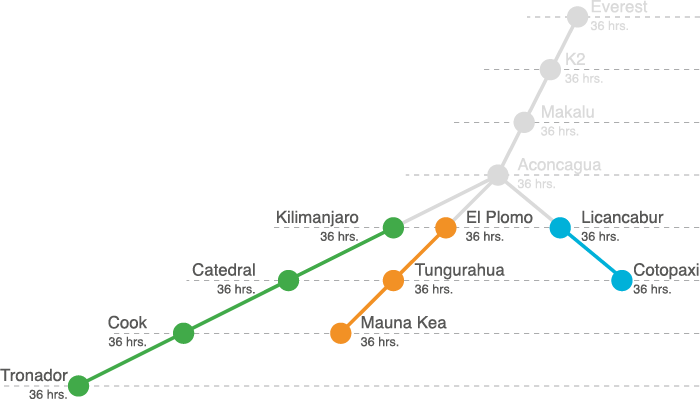 Everest
36 hrs.
K2
36 hrs.
Makalu
36 hrs.
Aconcagua
36 hrs.
Kilimanjaro
36 hrs.
El Plomo
36 hrs.
Licancabur
36 hrs.
Catedral
36 hrs.
Tungurahua
36 hrs.
Cotopaxi
36 hrs.
Cook
36 hrs.
Mauna Kea
36 hrs.
Tronador
36 hrs.